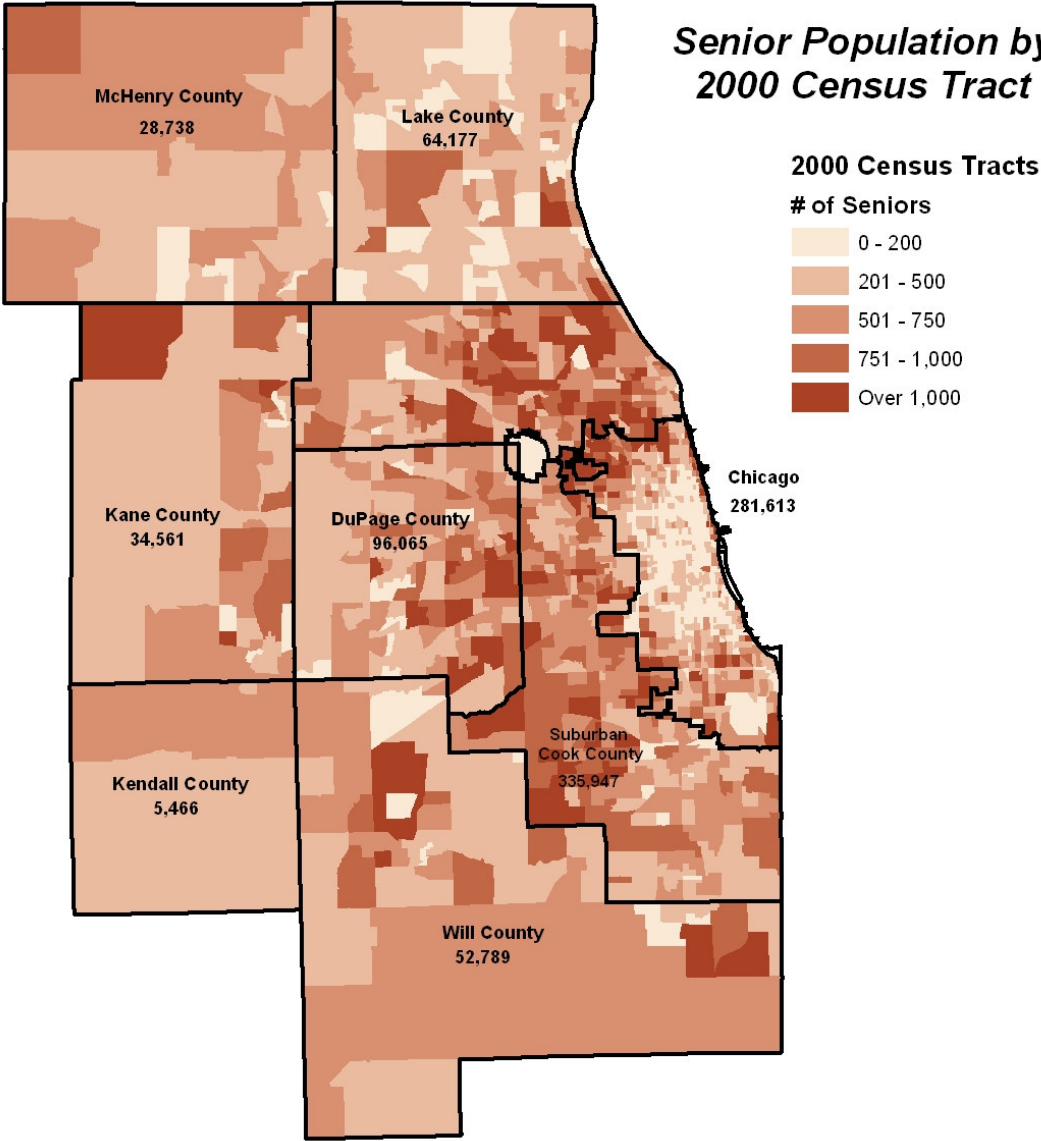 Senior Population by
2000 Census Tract
McHenry County
28,738
Lake County
64,177
2000 Census Tracts
# of Seniors
0 - 200
201 - 500
501 - 750
751 - 1,000
Over 1,000
Chicago
281,613
Kane County
34,561
DuPage County
96,065
Suburban
Cook County
335,947
Kendall County
5,466
Will County
52,789